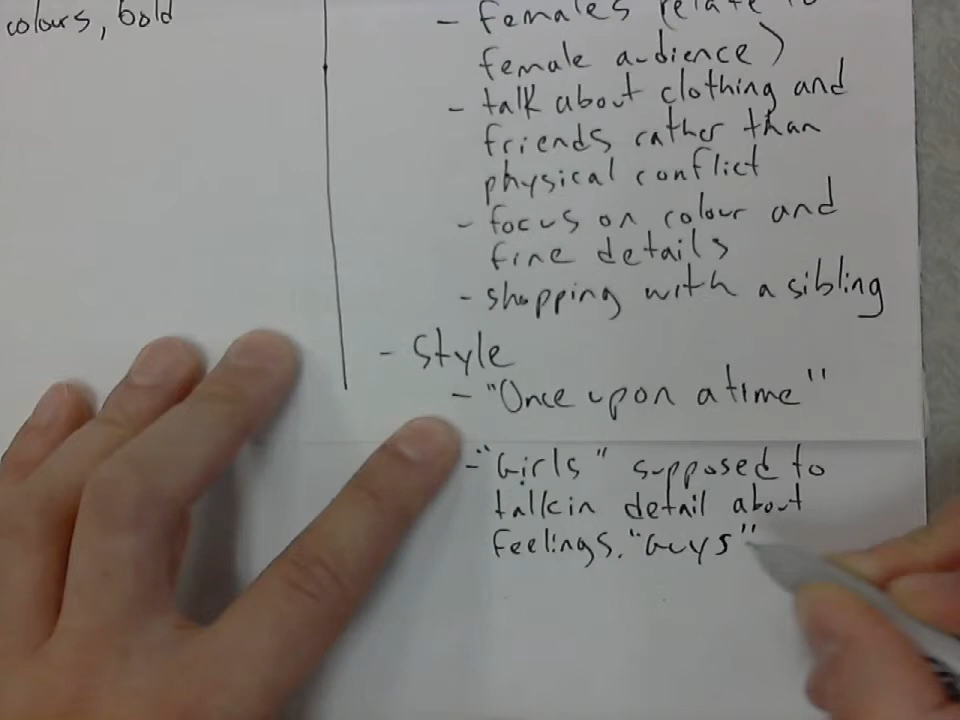 colours, bold
- females relate to
female audience)
- talk about clothing and
friends rather than
physical conflict
- focus on colour and
fine details
- shopping with a sibling
- Style
- "Once upon a time"
- "Girls" supposed to
talk in detail about
feelings. "Guys"